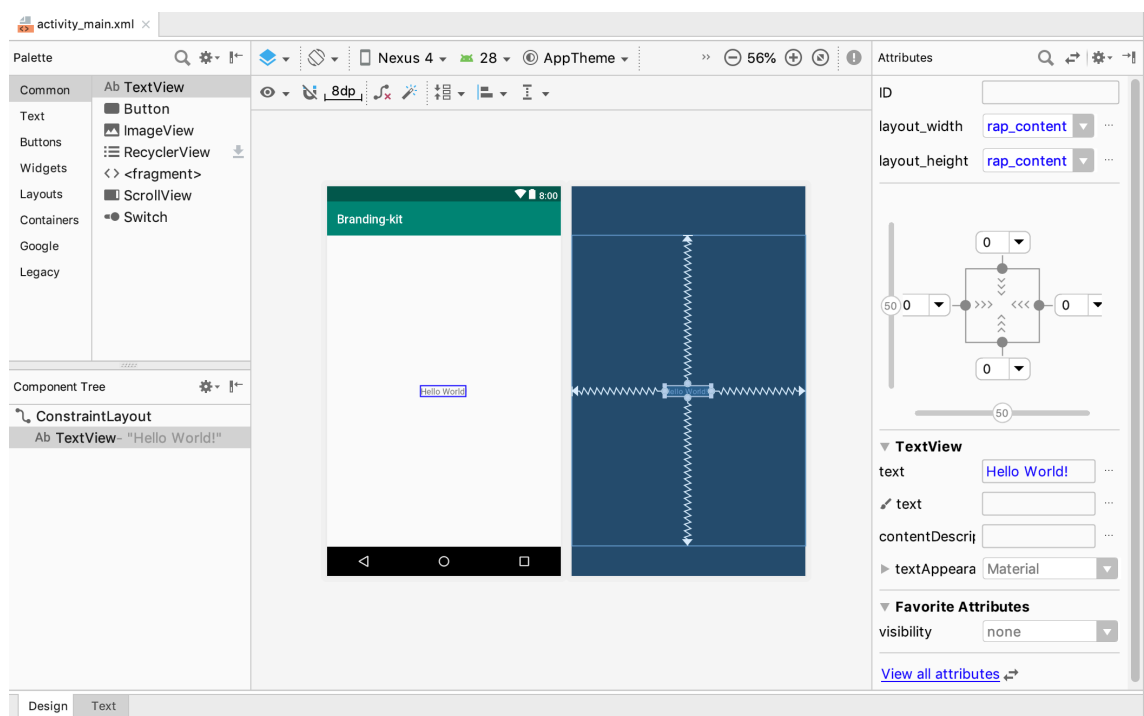 activity_main.xml
Palette
Common
Text
Buttons
Widgets
Layouts
Containers
Google
Legacy
Ab TextView
Button
ImageView
RecyclerView
<> <fragment>
ScrollView
Switch
Component Tree
ConstraintLayout
Ab TextView- "Hello World!"
Nexus 4
28
AppTheme
>>
56%
8dp
8:00
Branding-kit
Hello World!
Hello World!
Attributes
ID
layout_width rap_content ...
layout_height rap_content ...
0
50 0 >>> <<< 0
0
50
TextView
text Hello World! ...
text ...
contentDescrip ...
textAppeara Material
Favorite Attributes
visibility none
View all attributes
Design Text